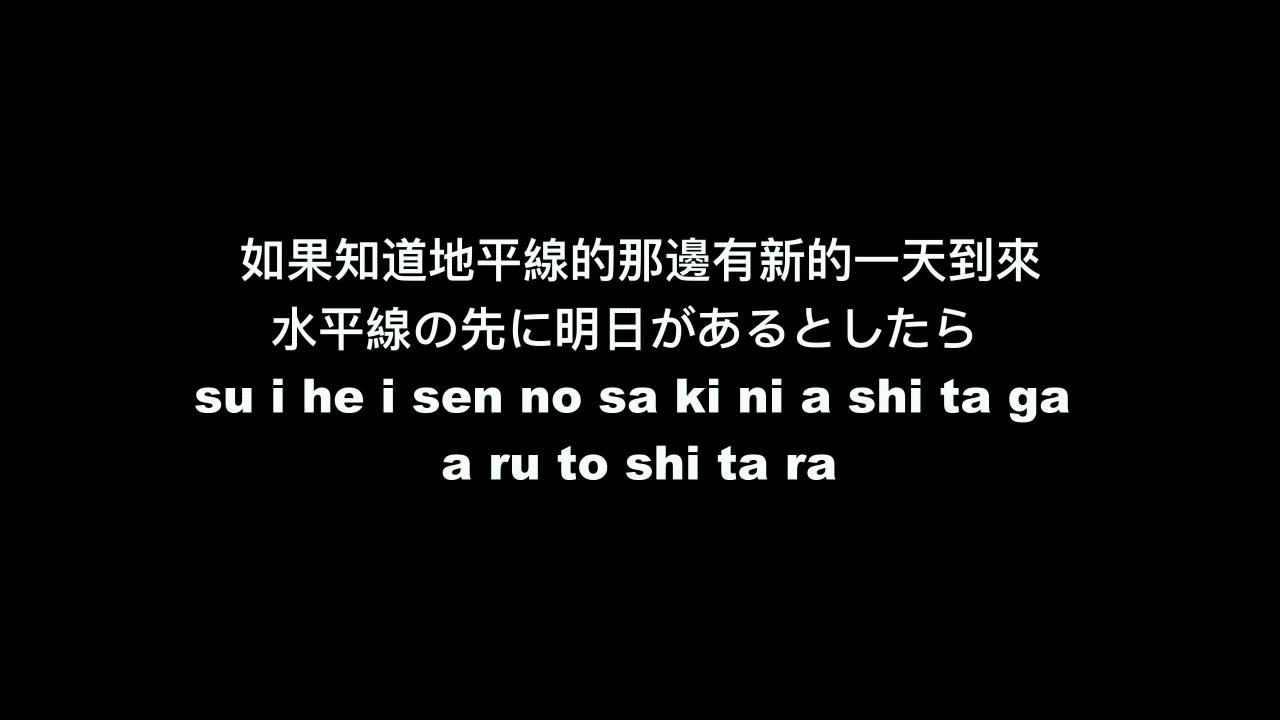 如果知道地平線的那邊有新的一天到來
水平線の先に明日があるとしたら
su i he i sen no sa ki ni a shi ta ga
a ru to shi ta ra